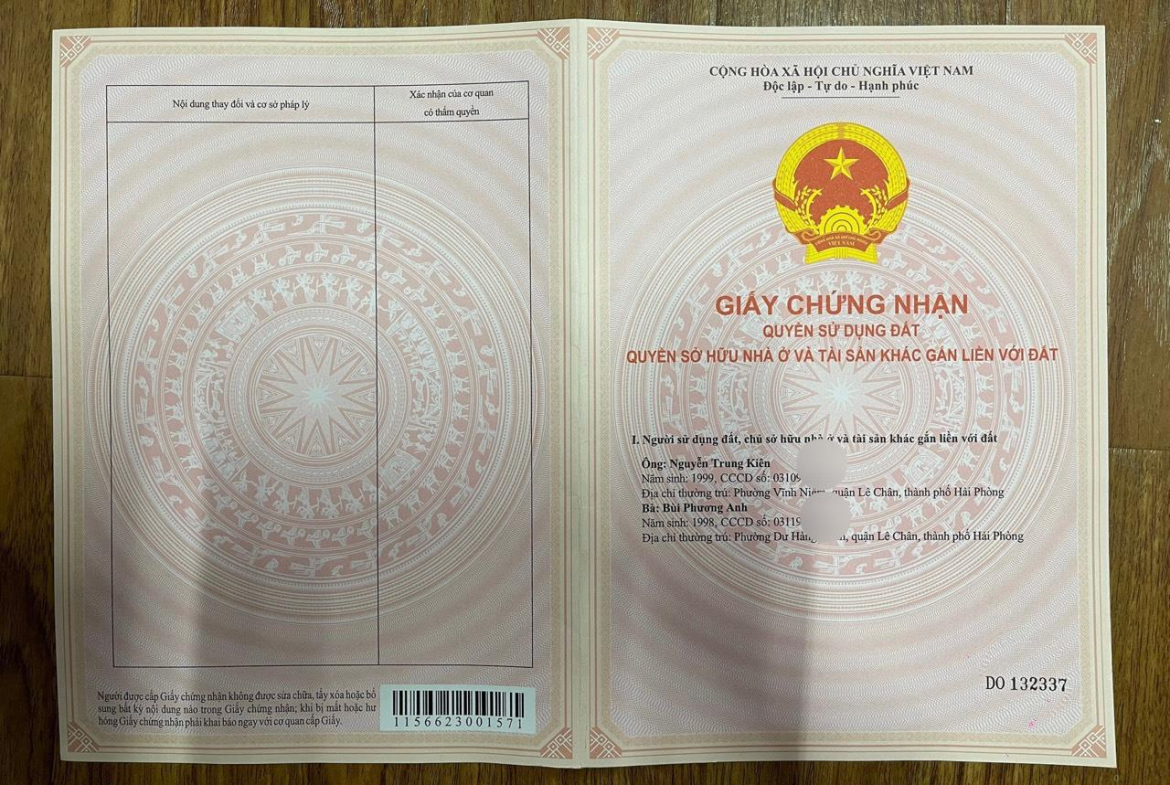 Nội dung thay đổi và cơ sở pháp lý
Xác nhận của cơ quan
có thẩm quyền
Người được cấp Giấy chứng nhận không được sửa chữa, tẩy xóa hoặc bổ
sung bất kỳ nội dung nào trong Giấy chứng nhận; khi bị mất hoặc hư
hỏng Giấy chứng nhận phải khai báo ngay với cơ quan cấp Giấy.
1156623001571
CỘNG HÒA XÃ HỘI CHỦ NGHĨA VIỆT NAM
Độc lập - Tự do - Hạnh phúc
VIỆT NAM
GIẤY CHỨNG NHẬN
QUYỀN SỬ DỤNG ĐẤT
QUYỀN SỞ HỮU NHÀ Ở VÀ TÀI SẢN KHÁC GẮN LIỀN VỚI ĐẤT
I. Người sử dụng đất, chủ sở hữu nhà ở và tài sản khác gắn liền với đất
Ông: Nguyễn Trung Kiên
Năm sinh: 1999, CCCD số: 03109
Địa chỉ thường trú: Phường Vĩnh Niệm, quận Lê Chân, thành phố Hải Phòng
Bà: Bùi Phương Anh
Năm sinh: 1998, CCCD số: 03119
Địa chỉ thường trú: Phường Dư Hàng, quận Lê Chân, thành phố Hải Phòng
DO 132337